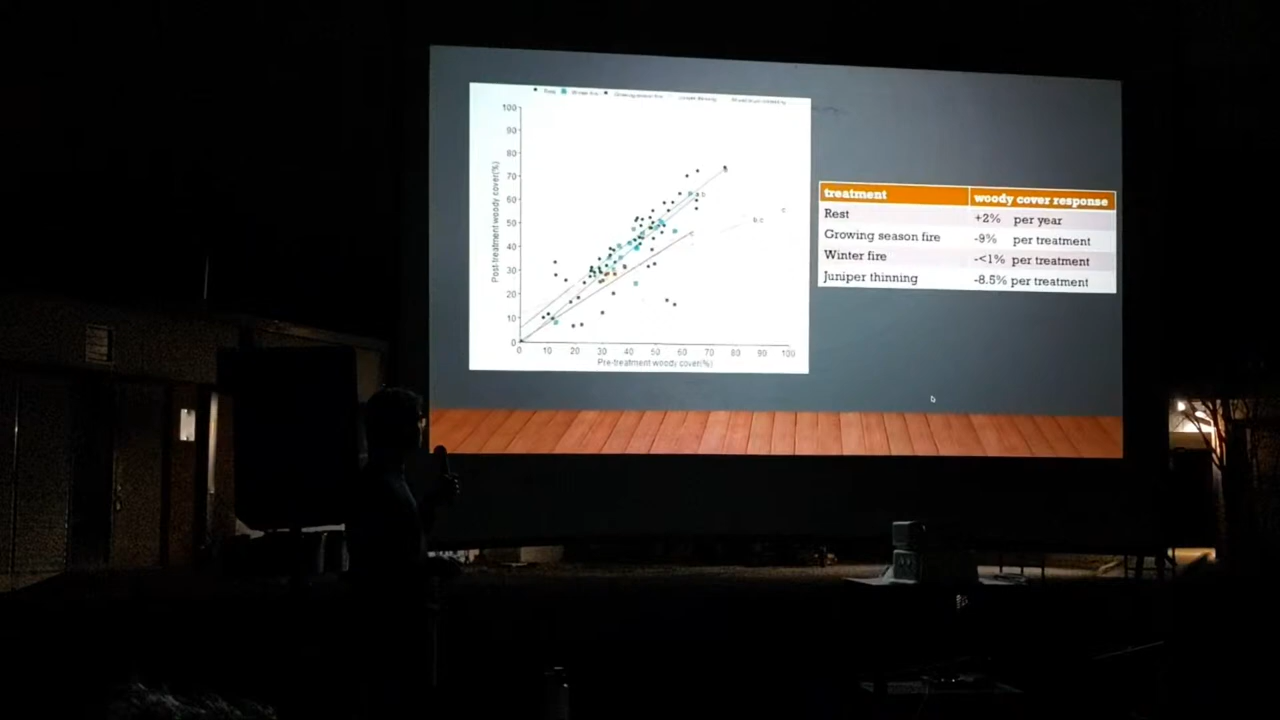 100
90
80
70
60
50
40
30
20
10
0
Post-treatment woody cover(%)
0 10 20 30 40 50 60 70 80 90 100
Pre-treatment woody cover(%)
b
c
b c
c
treatment woody cover response
Rest +2% per year
Growing season fire -9% per treatment
Winter fire -<1% per treatment
Juniper thinning -8.5% per treatment